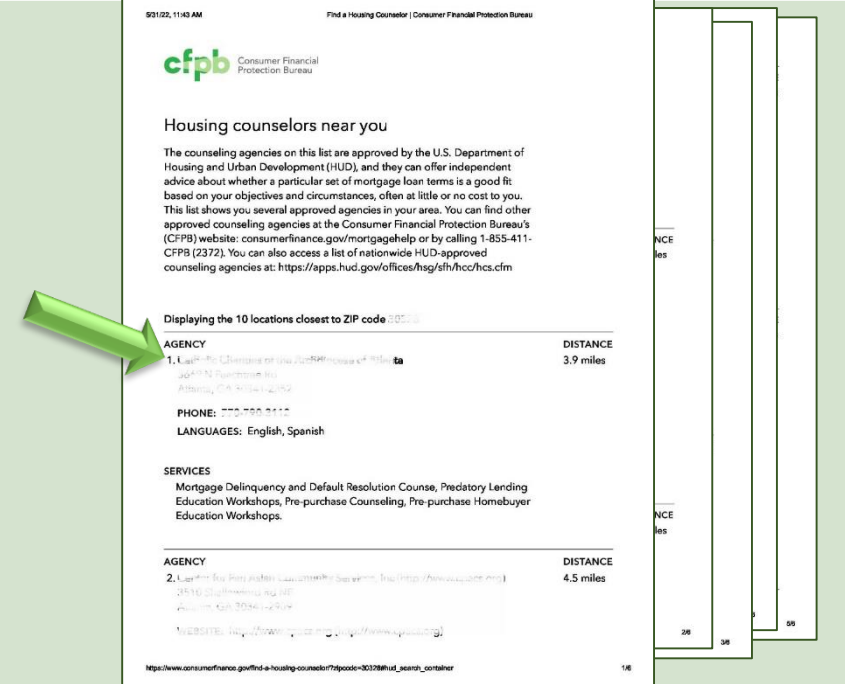 5/31/22, 11:43 AM
Find a Housing Counselor | Consumer Financial Protection Bureau
cfpb Consumer Financial
Protection Bureau
Housing counselors near you
The counseling agencies on this list are approved by the U.S. Department of
Housing and Urban Development (HUD), and they can offer independent
advice about whether a particular set of mortgage loan terms is a good fit
based on your objectives and circumstances, often at little or no cost to you.
This list shows you several approved agencies in your area. You can find other
approved counseling agencies at the Consumer Financial Protection Bureau's
(CFPB) website: consumerfinance.gov/mortgagehelp or by calling 1-855-411-
CFPB (2372). You can also access a list of nationwide HUD-approved
counseling agencies at: https://apps.hud.gov/offices/hsg/sfh/hcc/hcs.cfm
Displaying the 10 locations closest to ZIP code
AGENCY DISTANCE
1. 3.9 miles
PHONE:
LANGUAGES: English, Spanish
SERVICES
Mortgage Delinquency and Default Resolution Counse, Predatory Lending
Education Workshops, Pre-purchase Counseling, Pre-purchase Homebuyer
Education Workshops.
AGENCY DISTANCE
2. 4.5 miles
WEBSITE:
https://www.consumerfinance.gov/find-a-housing-counselor/?zipcode=30328#hud_search_container 1/6
NCE
les
NCE
les
2/6
3/6
5/6